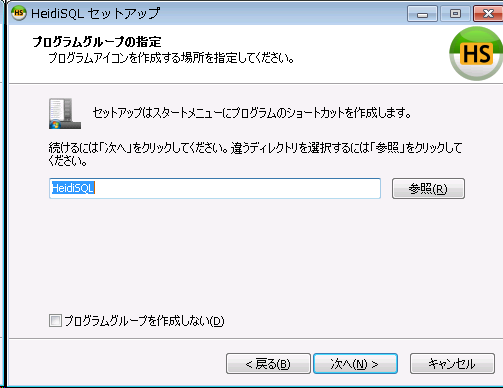 HeidiSQL セットアップ
プログラムグループの指定
プログラムアイコンを作成する場所を指定してください。
HS
セットアップはスタートメニューにプログラムのショートカットを作成します。
続けるには「次へ」をクリックしてください。違うディレクトリを選択するには「参照」をクリックして
ください。
HeidiSQL
参照(R)
プログラムグループを作成しない(D)
< 戻る(B)
次へ(N) >
キャンセル